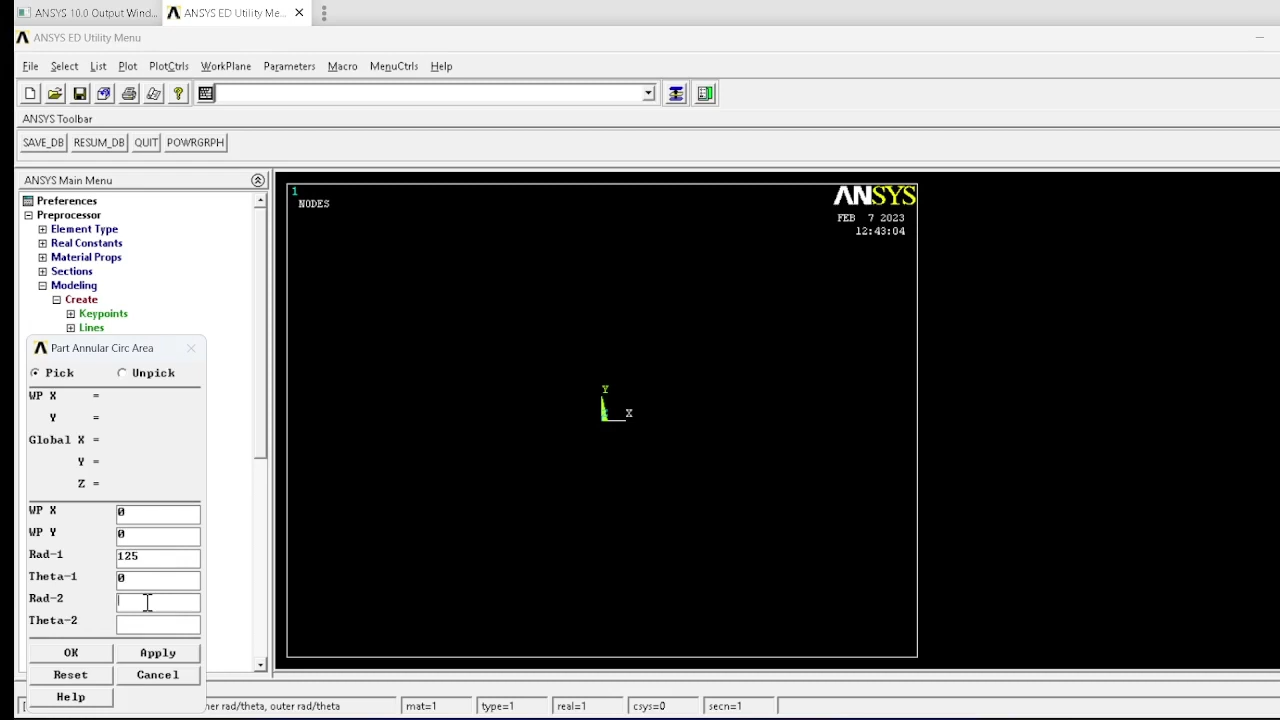 ANSYS 10.0 Output Wind...
ANSYS ED Utility Me...
ANSYS ED Utility Menu
File Select List Plot PlotCtrls WorkPlane Parameters Macro MenuCtrls Help
ANSYS Toolbar
SAVE_DB RESUM_DB QUIT POWRGRPH
ANSYS Main Menu
Preferences
Preprocessor
Element Type
Real Constants
Material Props
Sections
Modeling
Create
Keypoints
Lines
Part Annular Circ Area
Pick Unpick
WP X =
Y =
Global X =
Y =
Z =
WP X 0
WP Y 0
Rad-1 125
Theta-1 0
Rad-2
Theta-2
OK Apply
Reset Cancel
Help
1
NODES
ANSYS
FEB 7 2023
12:43:04
Y
X
rad/theta, outer rad/theta
mat=1
type=1
real=1
csys=0
secn=1